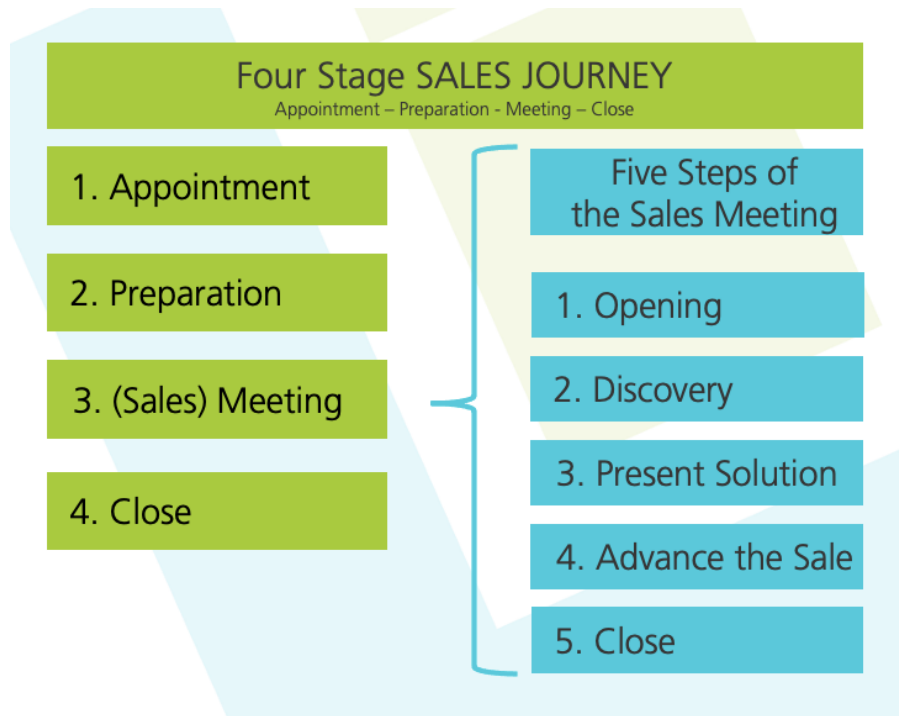 Four Stage SALES JOURNEY
Appointment – Preparation - Meeting – Close
1. Appointment
2. Preparation
3. (Sales) Meeting
4. Close
Five Steps of
the Sales Meeting
1. Opening
2. Discovery
3. Present Solution
4. Advance the Sale
5. Close